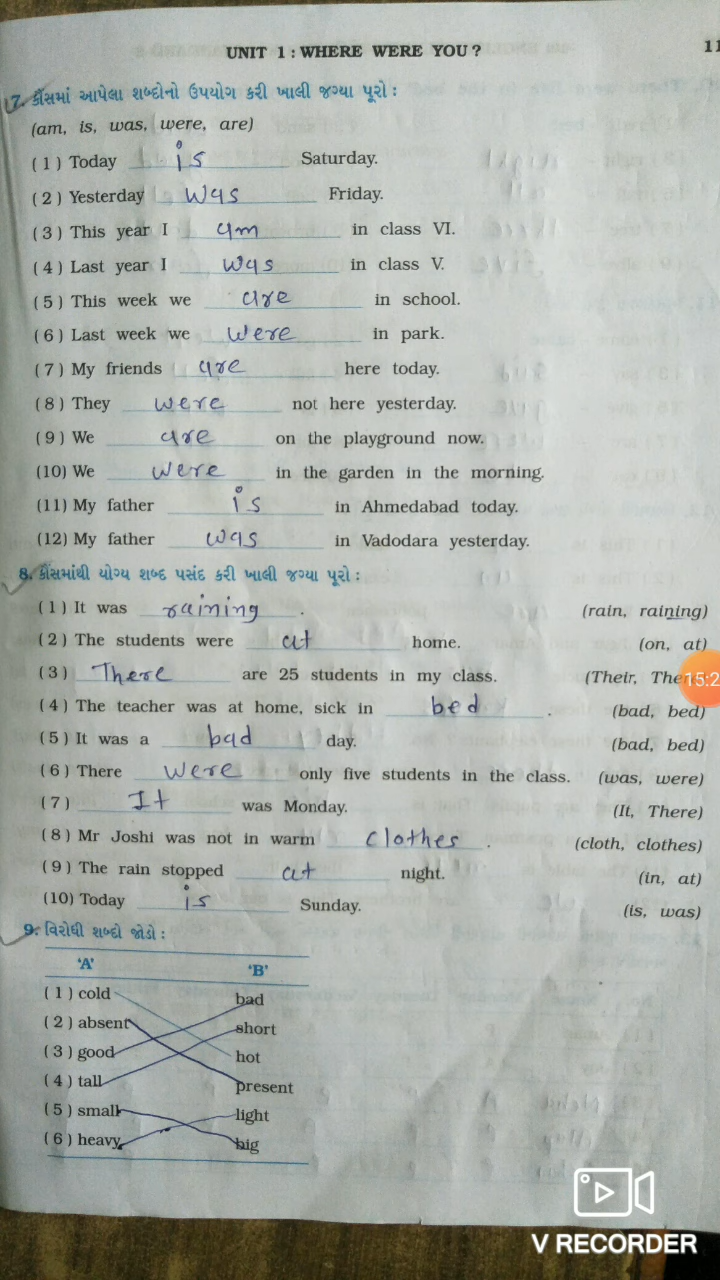 UNIT 1 : WHERE WERE YOU ? 11
7. કૌંસમાં આપેલા શબ્દોનો ઉપયોગ કરી ખાલી જગ્યા પૂરો :
(am, is, was, were, are)
(1) Today is Saturday.
(2) Yesterday was Friday.
(3) This year I am in class VI.
(4) Last year I was in class V.
(5) This week we are in school.
(6) Last week we were in park.
(7) My friends are here today.
(8) They were not here yesterday.
(9) We are on the playground now.
(10) We were in the garden in the morning.
(11) My father is in Ahmedabad today.
(12) My father was in Vadodara yesterday.
8. કૌંસમાંથી યોગ્ય શબ્દ પસંદ કરી ખાલી જગ્યા પૂરો :
(1) It was raining. (rain, raining)
(2) The students were at home. (on, at)
(3) There are 25 students in my class. (Their,
15:2
(4) The teacher was at home, sick in bed. (bad, bed)
(5) It was a bad day. (bad, bed)
(6) There were only five students in the class. (was, were)
(7) It was Monday. (It, There)
(8) Mr Joshi was not in warm clothes. (cloth, clothes)
(9) The rain stopped at night. (in, at)
(10) Today is Sunday. (is, was)
9. વિરોધી શબ્દો જોડો :
'A' 'B'
(1) cold bad
(2) absent short
(3) good hot
(4) tall present
(5) small light
(6) heavy big
V RECORDER